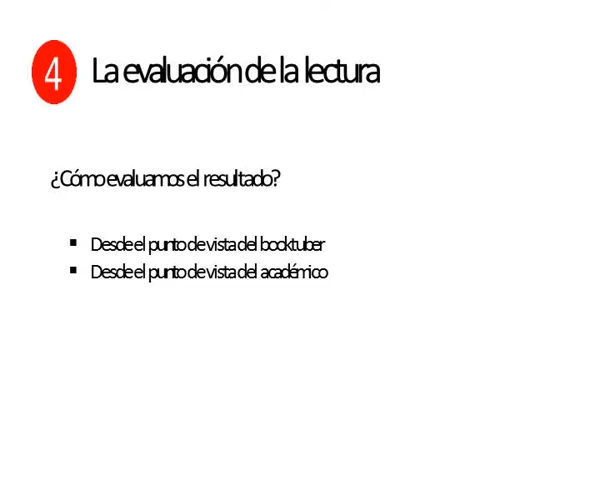 4 La evaluación de la lectura
¿Cómo evaluamos el resultado?
▪ Desde el punto de vista del booktuber
▪ Desde el punto de vista del académico